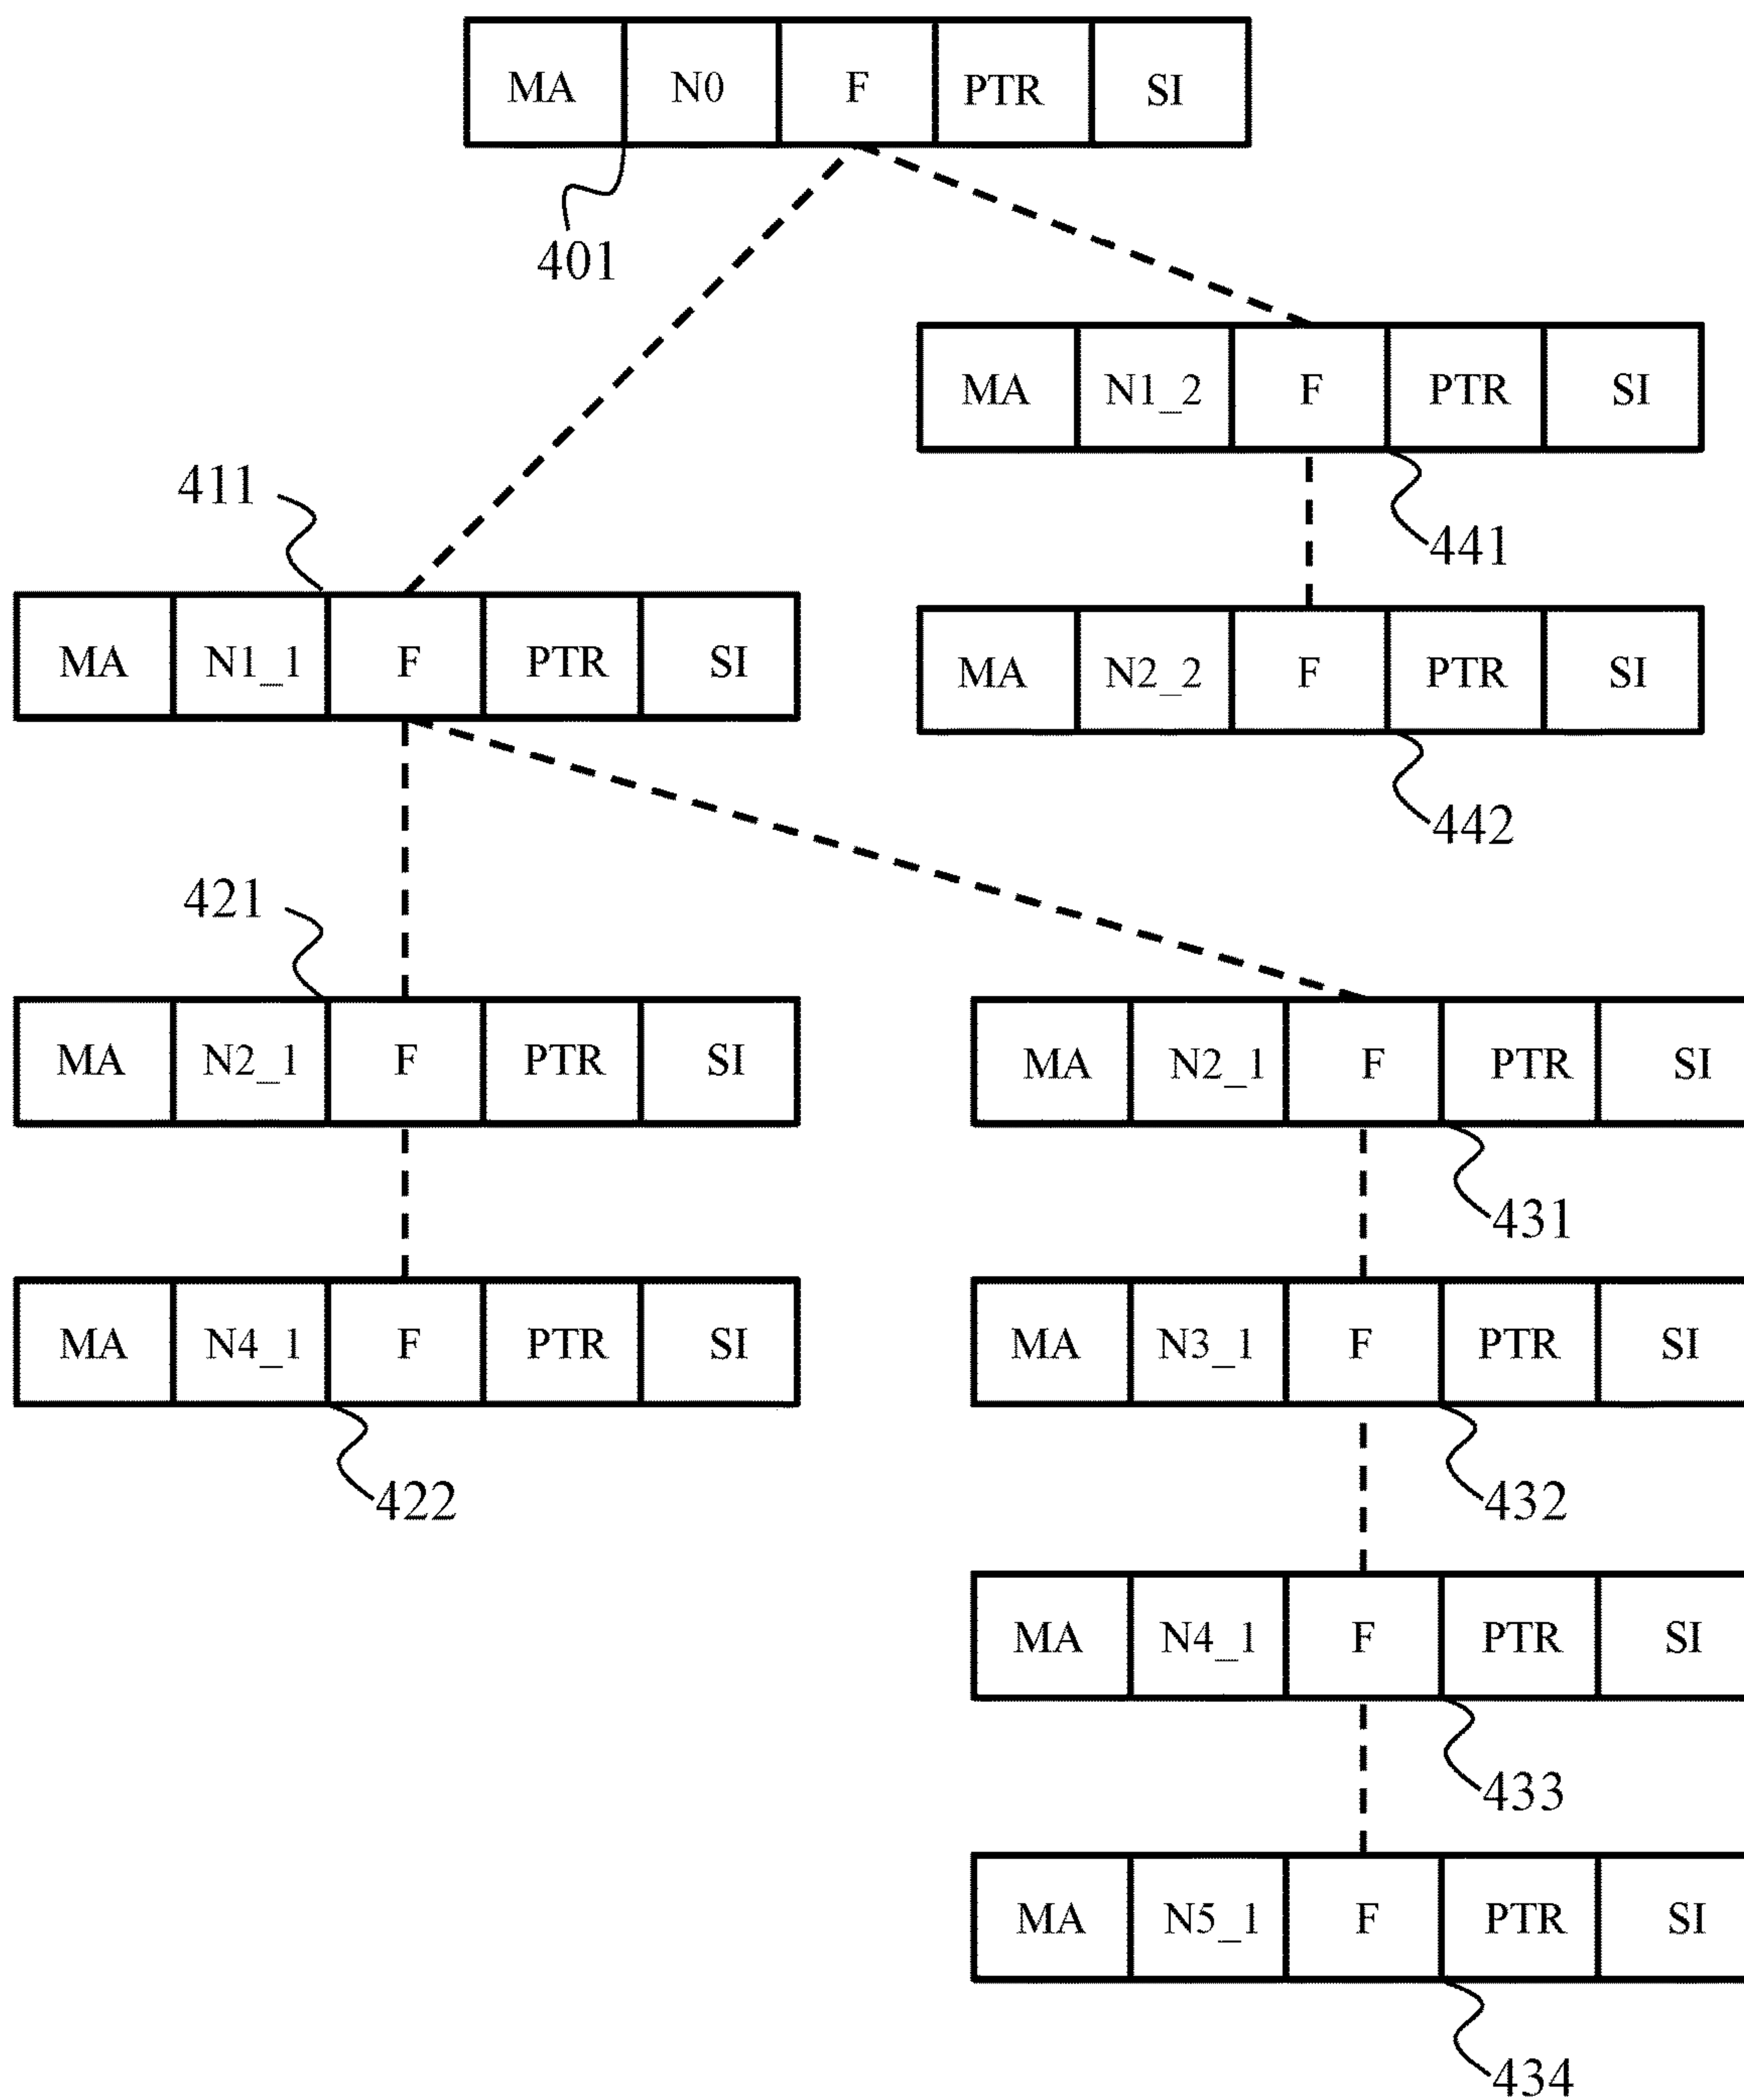 MA N0 F PTR SI
401
MA N1_2 F PTR SI
441
411
MA N1_1 F PTR SI
MA N2_2 F PTR SI
442
421
MA N2_1 F PTR SI
MA N2_1 F PTR SI
431
MA N4_1 F PTR SI
MA N3_1 F PTR SI
422
432
MA N4_1 F PTR SI
433
MA N5_1 F PTR SI
434